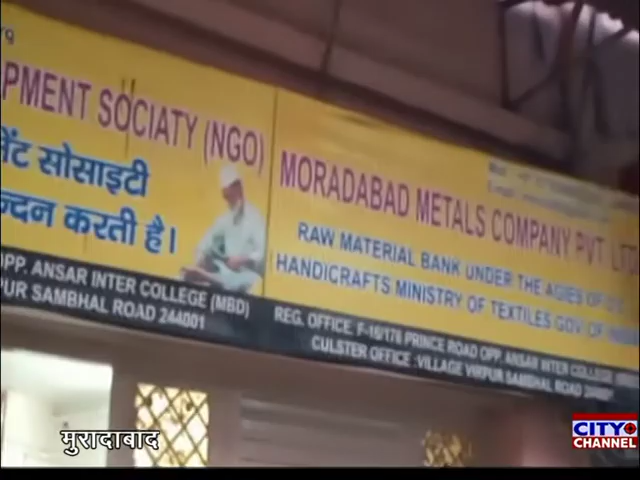 PMENT SOCIATY (NGO)
मेंट सोसाइटी
न्दन करती है।
OPP. ANSAR INTER COLLEGE (MBD)
PUR SAMBHAL ROAD 244001
MORADABAD METALS COMPANY PVT LTD
RAW MATERIAL BANK UNDER THE AGIES OF
HANDICRAFTS MINISTRY OF TEXTILES GOV OF
REG. OFFICE. F-16/176 PRINCE ROAD OPP. ANSAR INTER COLLEGE
CULSTER OFFICE :VILLAGE VIRPUR SAMBHAL ROAD
मुरादाबाद
CITY
CHANNEL